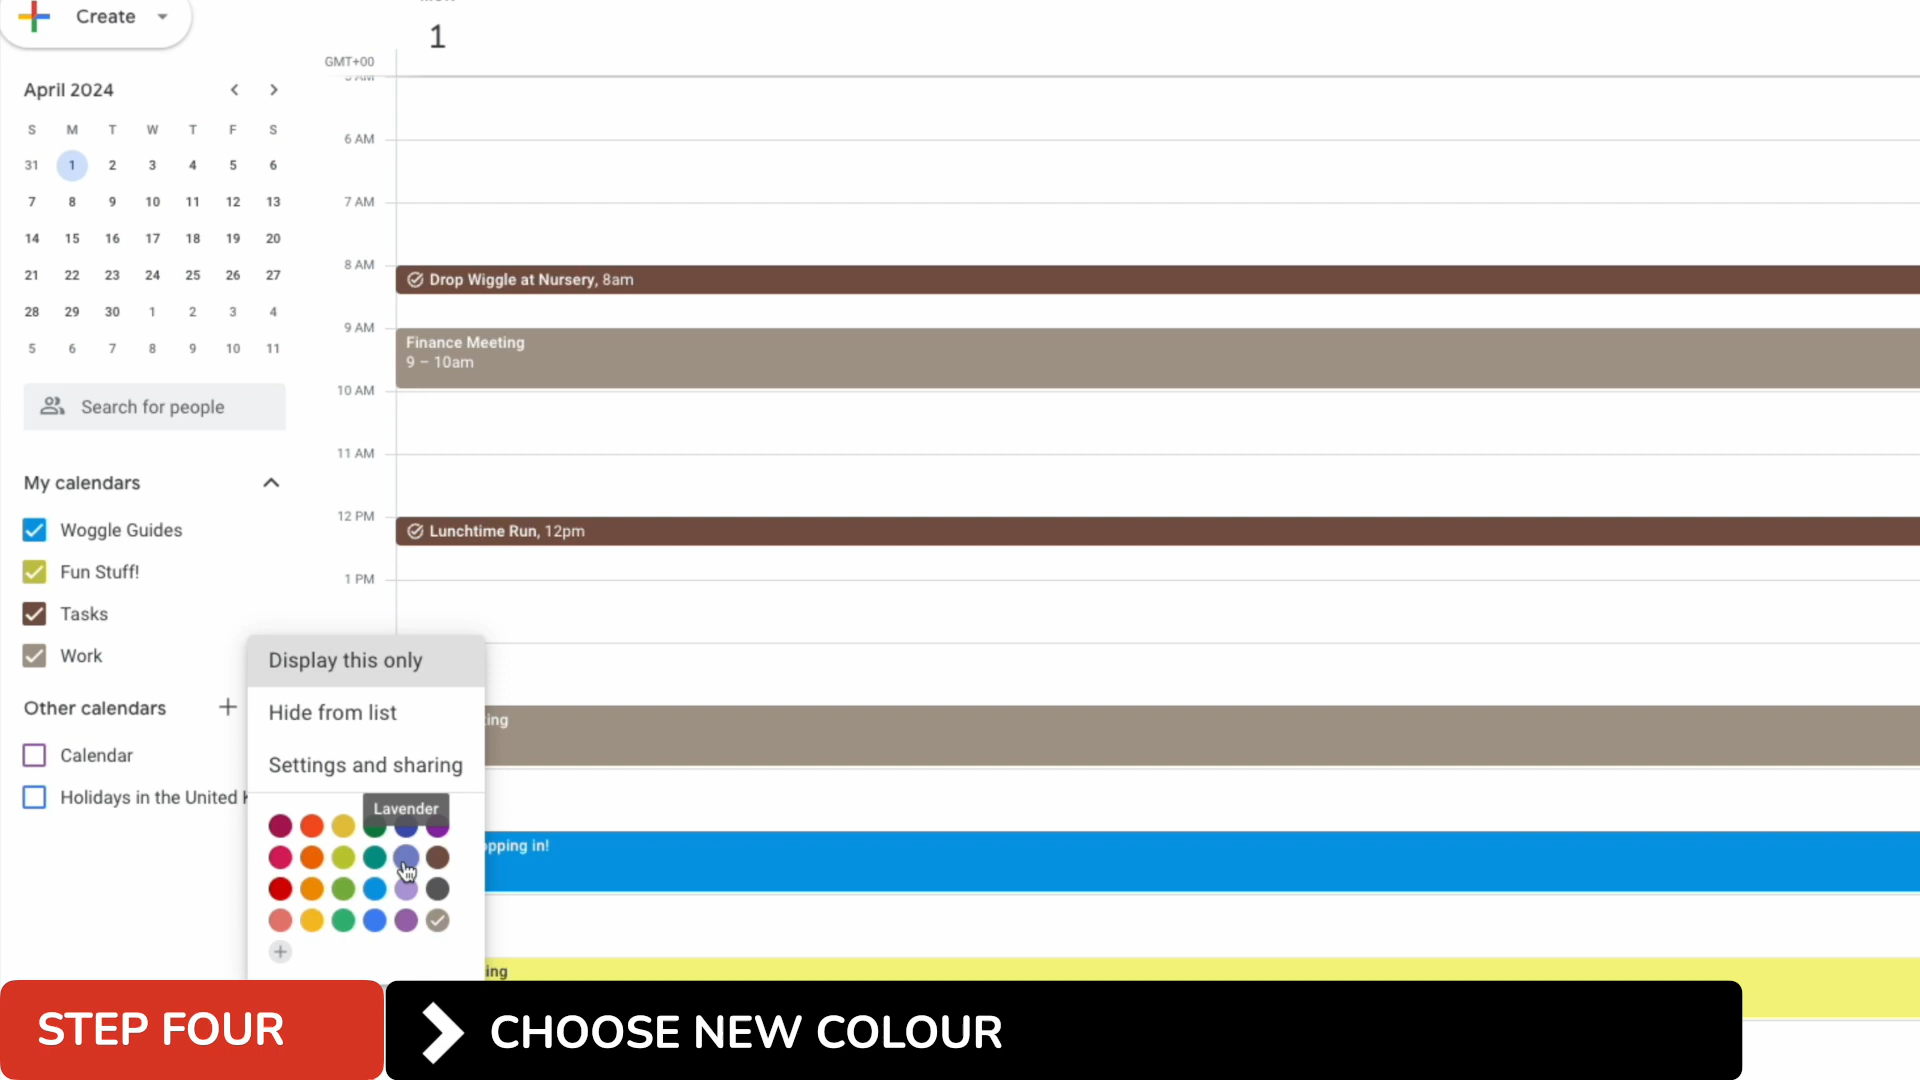 Create
1
GMT+00
April 2024
S M T W T F S
31 1 2 3 4 5 6
7 8 9 10 11 12 13
14 15 16 17 18 19 20
21 22 23 24 25 26 27
28 29 30 1 2 3 4
5 6 7 8 9 10 11
Search for people
My calendars
Woggle Guides
Fun Stuff!
Tasks
Work
Other calendars
Calendar
Holidays in the United
6 AM
7 AM
8 AM
9 AM
10 AM
11 AM
12 PM
1 PM
Drop Wiggle at Nursery, 8am
Finance Meeting
9 – 10am
Lunchtime Run, 12pm
ting
opping in!
ing
Display this only
Hide from list
Settings and sharing
Lavender
STEP FOUR
CHOOSE NEW COLOUR